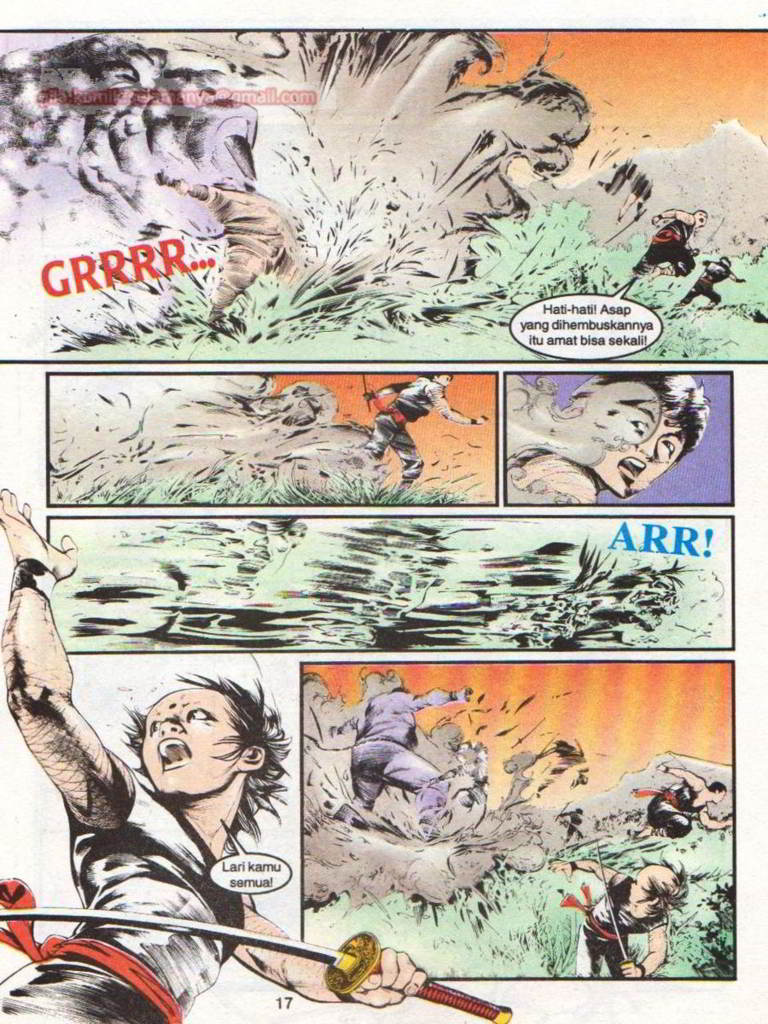 GRRRR...
Hati-hati! Asap
yang dihembuskannya
itu amat bisa sekali!
ARR!
Lari kamu
semua!
17